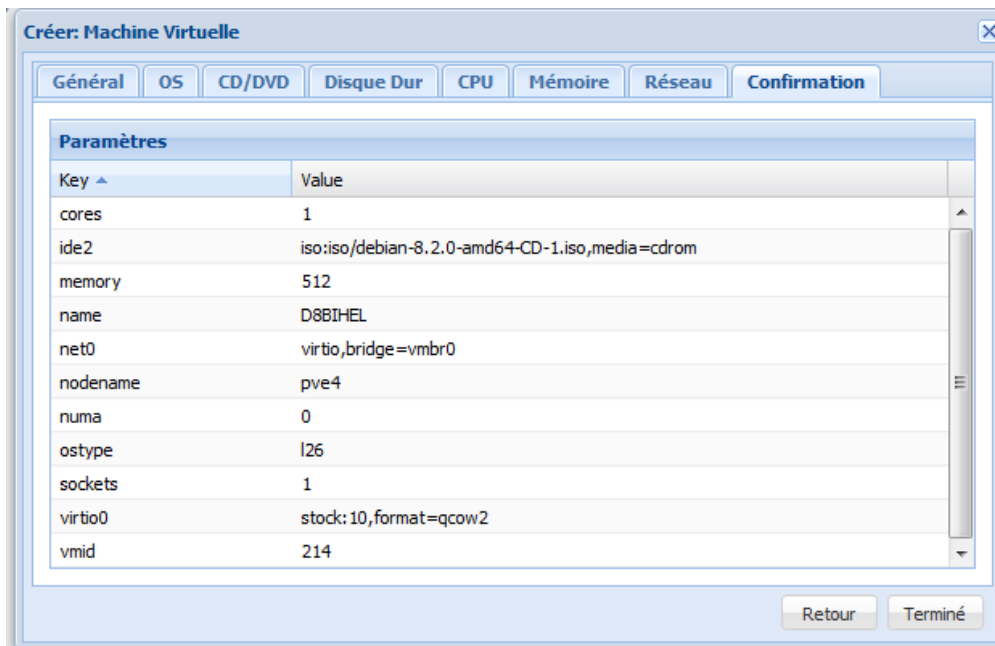 Créer: Machine Virtuelle
Général OS CD/DVD Disque Dur CPU Mémoire Réseau Confirmation
Paramètres
Key Value
cores 1
ide2 iso:iso/debian-8.2.0-amd64-CD-1.iso,media=cdrom
memory 512
name D8BIHEL
net0 virtio,bridge=vmbr0
nodename pve4
numa 0
ostype l26
sockets 1
virtio0 stock:10,format=qcow2
vmid 214
Retour Terminé